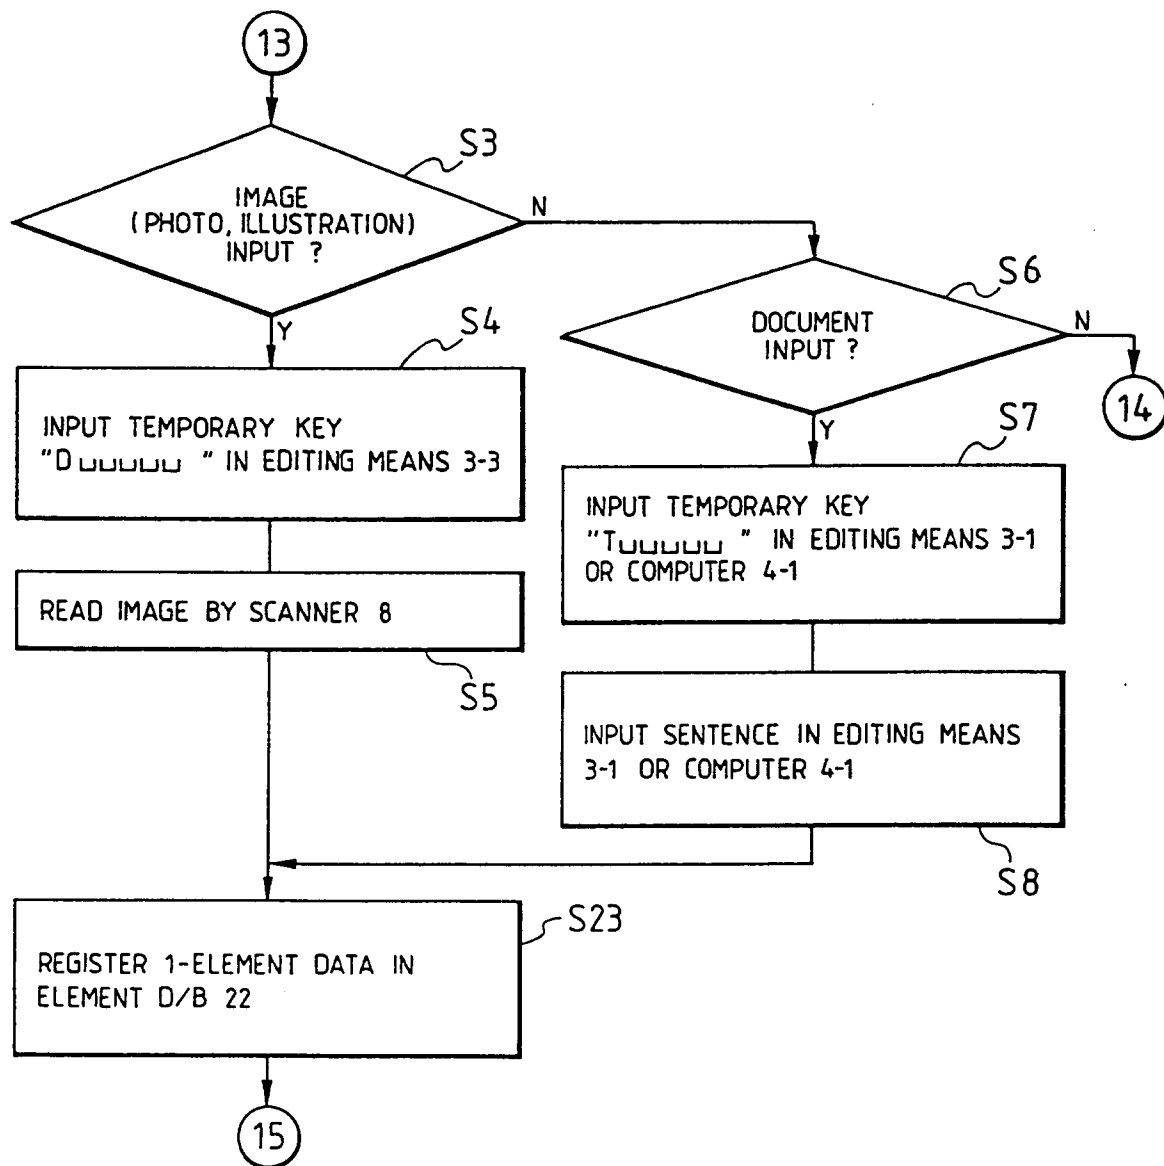 13
S3
IMAGE
(PHOTO, ILLUSTRATION)
INPUT ?
N
Y
S4
INPUT TEMPORARY KEY
"D␣␣␣␣␣ " IN EDITING MEANS 3-3
READ IMAGE BY SCANNER 8
S5
S6
DOCUMENT
INPUT ?
N
14
Y
S7
INPUT TEMPORARY KEY
"T␣␣␣␣␣ " IN EDITING MEANS 3-1
OR COMPUTER 4-1
INPUT SENTENCE IN EDITING MEANS
3-1 OR COMPUTER 4-1
S8
S23
REGISTER 1-ELEMENT DATA IN
ELEMENT D/B 22
15